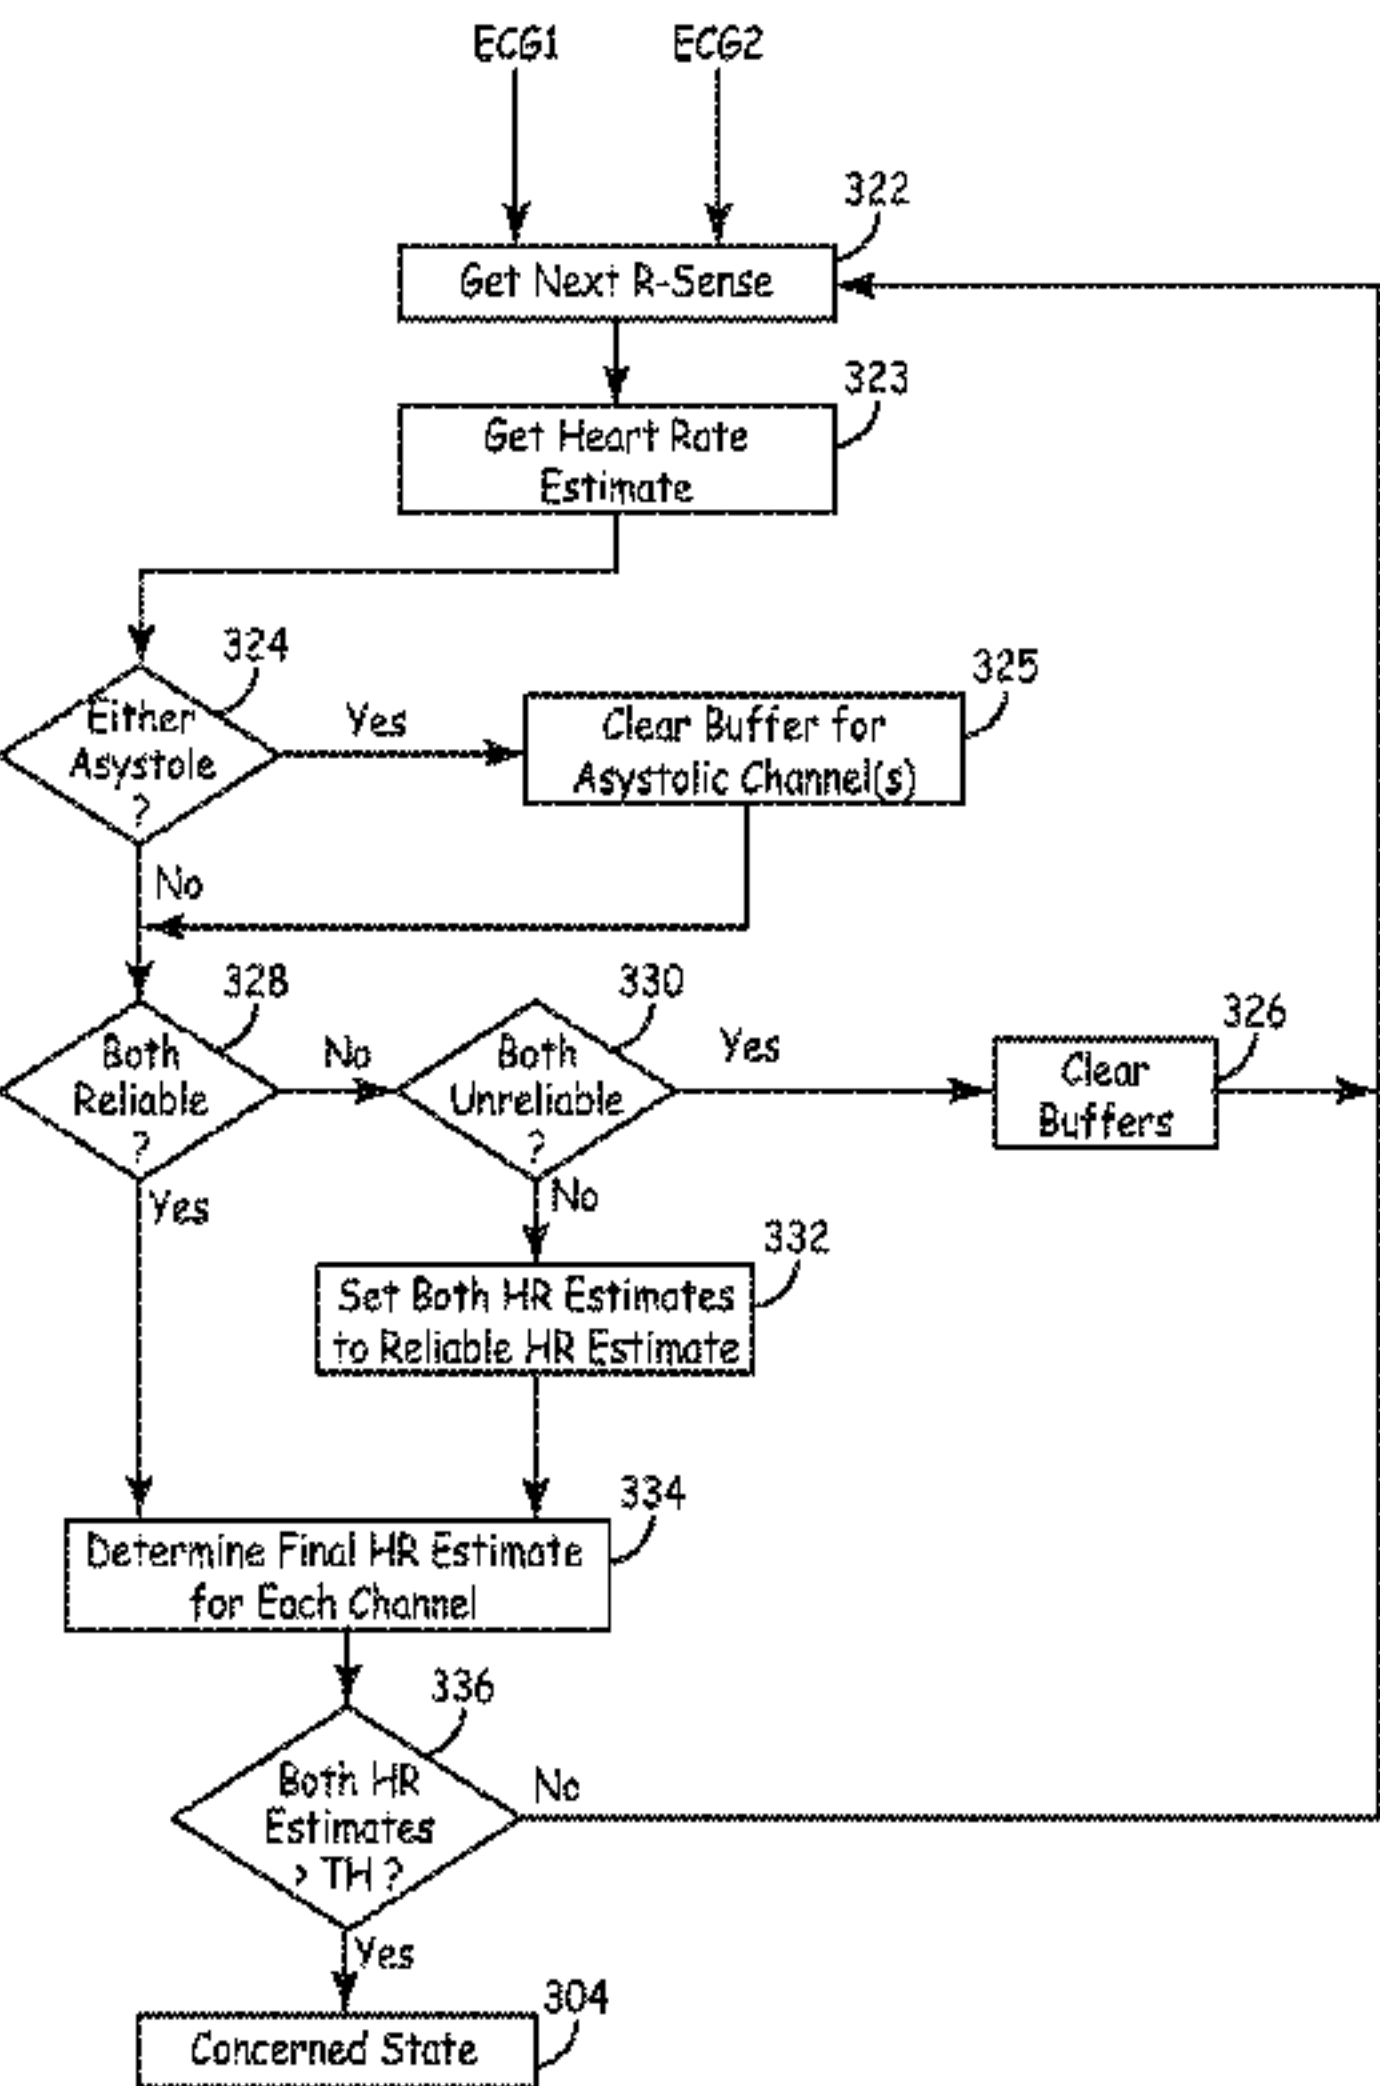 ECG1 ECG2
322
Get Next R-Sense
323
Get Heart Rate
Estimate
324
Either
Asystole
?
Yes
325
Clear Buffer for
Asystolic Channel(s)
No
328
Both
Reliable
?
No
330
Both
Unreliable
?
Yes
326
Clear
Buffers
Yes
No
332
Set Both HR Estimates
to Reliable HR Estimate
334
Determine Final HR Estimate
for Each Channel
336
Both HR
Estimates
> TH ?
No
Yes
304
Concerned State